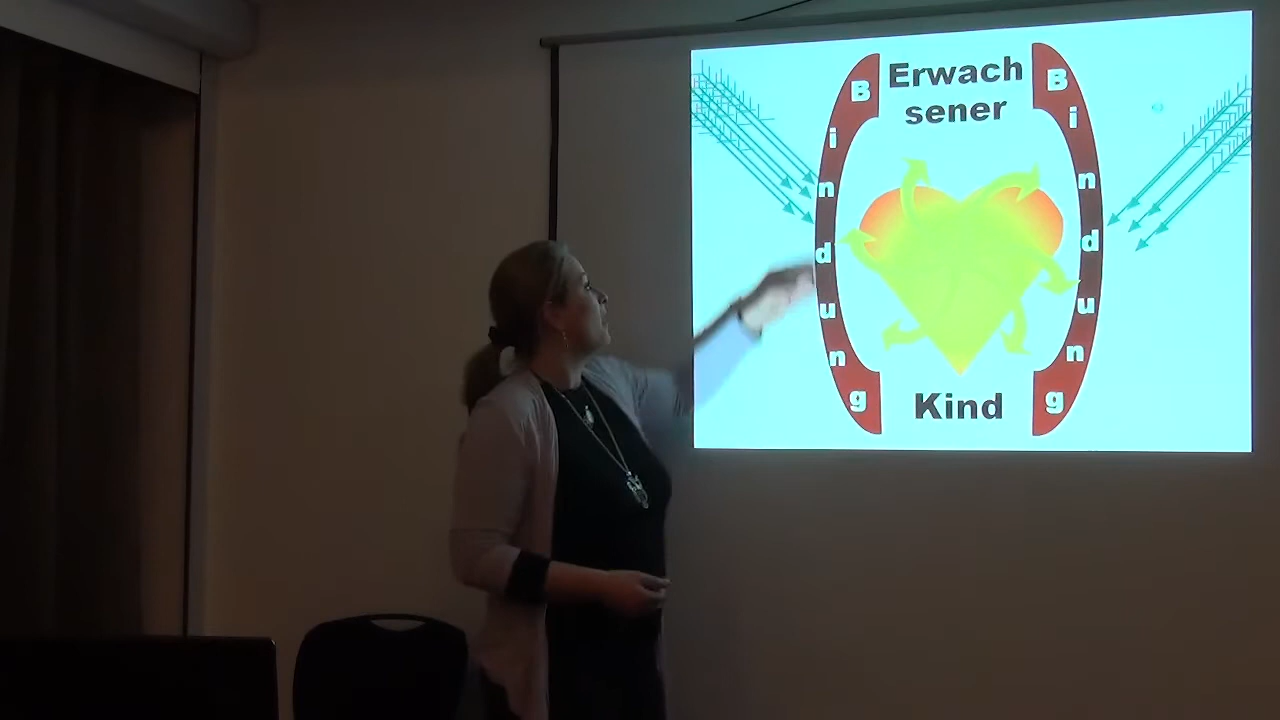 Erwach
sener
Bindung
Bindung
Kind